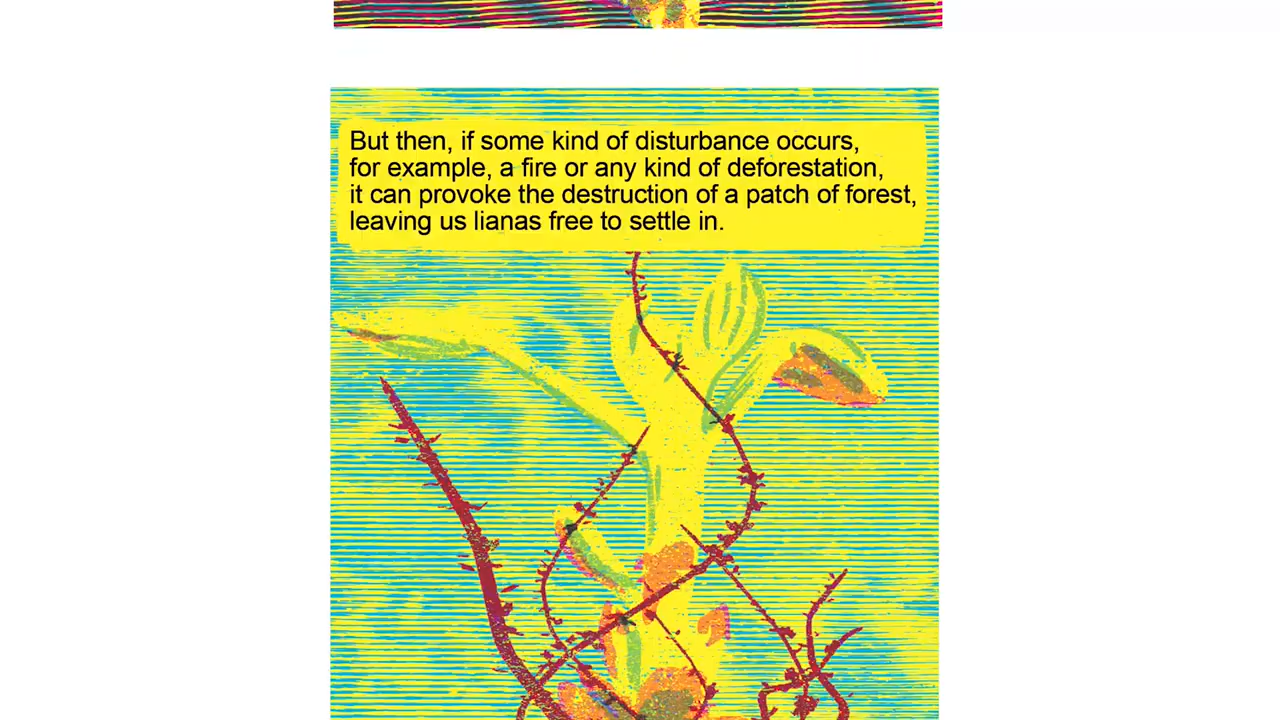 But then, if some kind of disturbance occurs,
for example, a fire or any kind of deforestation,
it can provoke the destruction of a patch of forest,
leaving us lianas free to settle in.